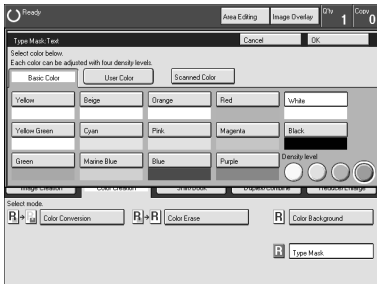 Ready
Area Editing
Image Overlay
Q'ty
1
Copy
0
Type Mask:Text
Cancel
OK
Select color below.
Each color can be adjusted with four density levels.
Basic Color
User Color
Scanned Color
Yellow
Beige
Orange
Red
White
Yellow Green
Cyan
Pink
Magenta
Black
Green
Marine Blue
Blue
Purple
Density level
Image Creation
Color Creation
Duplex/Combine
Reduce/Enlarge
Select mode.
R
Color Conversion
R R
Color Erase
R
Color Background
R
Type Mask